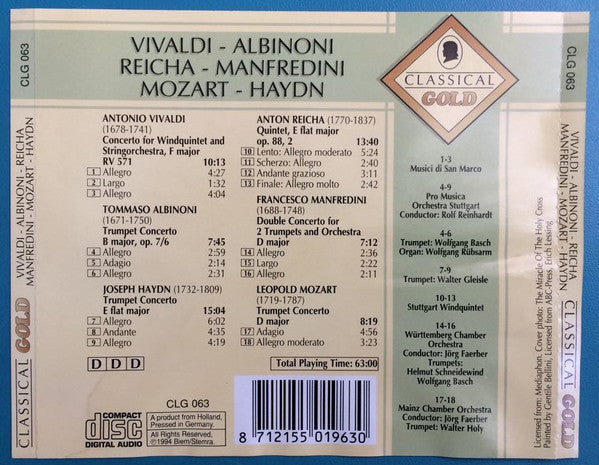 CLG 063
VIVALDI - ALBINONI - REICHA
MANFREDINI - MOZART - HAYDN
CLASSICAL GOLD
VIVALDI - ALBINONI
REICHA - MANFREDINI
MOZART - HAYDN
ANTONIO VIVALDI
(1678-1741)
Concerto for Windquintet and
Stringorchestra, F major
RV 571 10:13
1 Allegro 4:27
2 Largo 1:32
3 Allegro 4:04
TOMMASO ALBINONI
(1671-1750)
Trumpet Concerto
B major, op. 7/6 7:45
4 Allegro 2:59
5 Adagio 2:14
6 Allegro 2:31
JOSEPH HAYDN (1732-1809)
Trumpet Concerto
E flat major 15:04
7 Allegro 6:02
8 Andante 4:35
9 Allegro 4:19
DDD
ANTON REICHA (1770-1837)
Quintet, E flat major
op. 88, 2 13:40
10 Lento: Allegro moderato 5:24
11 Scherzo: Allegro 2:40
12 Andante grazioso 3:11
13 Finale: Allegro molto 2:42
FRANCESCO MANFREDINI
(1688-1748)
Double Concerto for
2 Trumpets and Orchestra
D major 7:12
14 Allegro 2:36
15 Largo 2:22
16 Allegro 2:11
LEOPOLD MOZART
(1719-1787)
Trumpet Concerto
D major 8:19
17 Adagio 4:56
18 Allegro moderato 3:23
Total Playing Time: 63:00
CLASSICAL
GOLD
1-3
Musici di San Marco
4-9
Pro Musica
Orchestra Stuttgart
Conductor: Rolf Reinhardt
4-6
Trumpet: Wolfgang Basch
Organ: Wolfgang Rübsarm
7-9
Trumpet: Walter Gleisle
10-13
Stuttgart Windquintet
14-16
Württemberg Chamber
Orchestra
Conductor: Jörg Faerber
Trumpets:
Helmut Schneidewind
Wolfgang Basch
17-18
Mainz Chamber Orchestra
Conductor: Jörg Faerber
Trumpet: Walter Holy
CLG 063
COMPACT
disc
DIGITAL AUDIO
A product from Holland,
Pressed in Germany.
All Rights Reserved.
©1994 Biem/Stemra.
8 712155 019630
Licensed from: Mediaphon. Cover photo: The Miracle Of The Holy Cross
Painted by Gentile Bellini, Licensed from ABC-Press, Erich Lessing
CLG 063
VIVALDI - ALBINONI - REICHA
MANFREDINI - MOZART - HAYDN
CLASSICAL GOLD